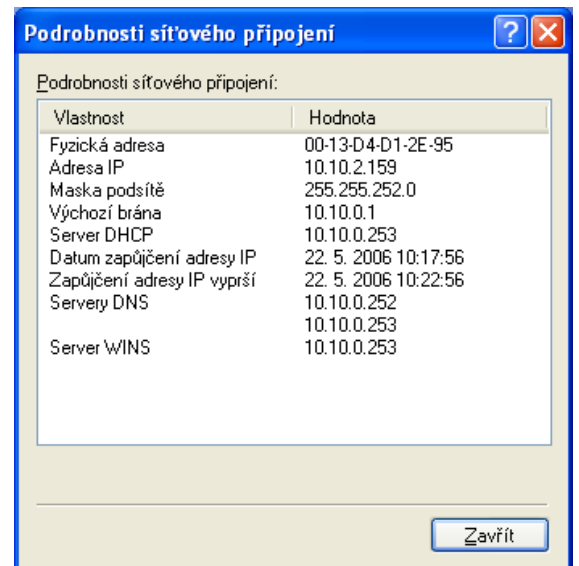 Podrobnosti síťového připojení
Podrobnosti síťového připojení:
Vlastnost Hodnota
Fyzická adresa 00-13-D4-D1-2E-95
Adresa IP 10.10.2.159
Maska podsítě 255.255.252.0
Výchozí brána 10.10.0.1
Server DHCP 10.10.0.253
Datum zapůjčení adresy IP 22. 5. 2006 10:17:56
Zapůjčení adresy IP vyprší 22. 5. 2006 10:22:56
Servery DNS 10.10.0.252
10.10.0.253
Server WINS 10.10.0.253
Zavřít